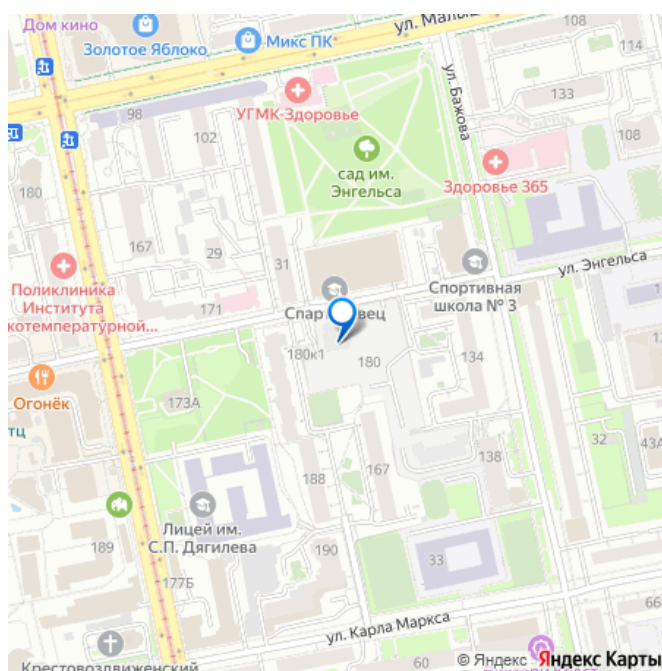 Дом кино
Золотое Яблоко
Микс ПК
ул. Малыш
108
114
98
УГМК-Здоровье
ул. Бажова
133
102
108
сад им.
Энгельса
Здоровье 365
180
167
29
31
ул. Энгельса
Поликлиника
Института
котемпературной...
171
Спорт
вец
Спортивная
школа № 3
180к1
180
134
Огонёк
тц
173А
32
43А
138
188
167
Лицей им.
С.П. Дягилева
189
190
33
177Б
ул. Карла Маркса
66
Крестовоздвиженский
60
© Яндекс Яндекс Карты